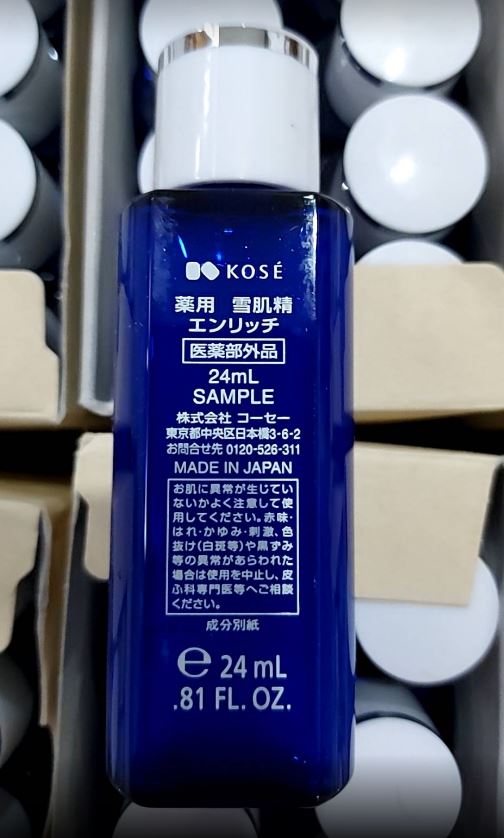 KOSÉ
薬用 雪肌精
エンリッチ
医薬部外品
24mL
SAMPLE
株式会社 コーセー
東京都中央区日本橋3-6-2
お問合せ先 0120-526-311
MADE IN JAPAN
お肌に異常が生じてい
ないかよく注意して使
用してください。赤味・
はれ・かゆみ・刺激、色
抜け(白斑等)や黒ずみ
等の異常があらわれた
場合は使用を中止し、皮
ふ科専門医等へご相談
ください。
成分別紙
℮ 24 mL
.81 FL. OZ.